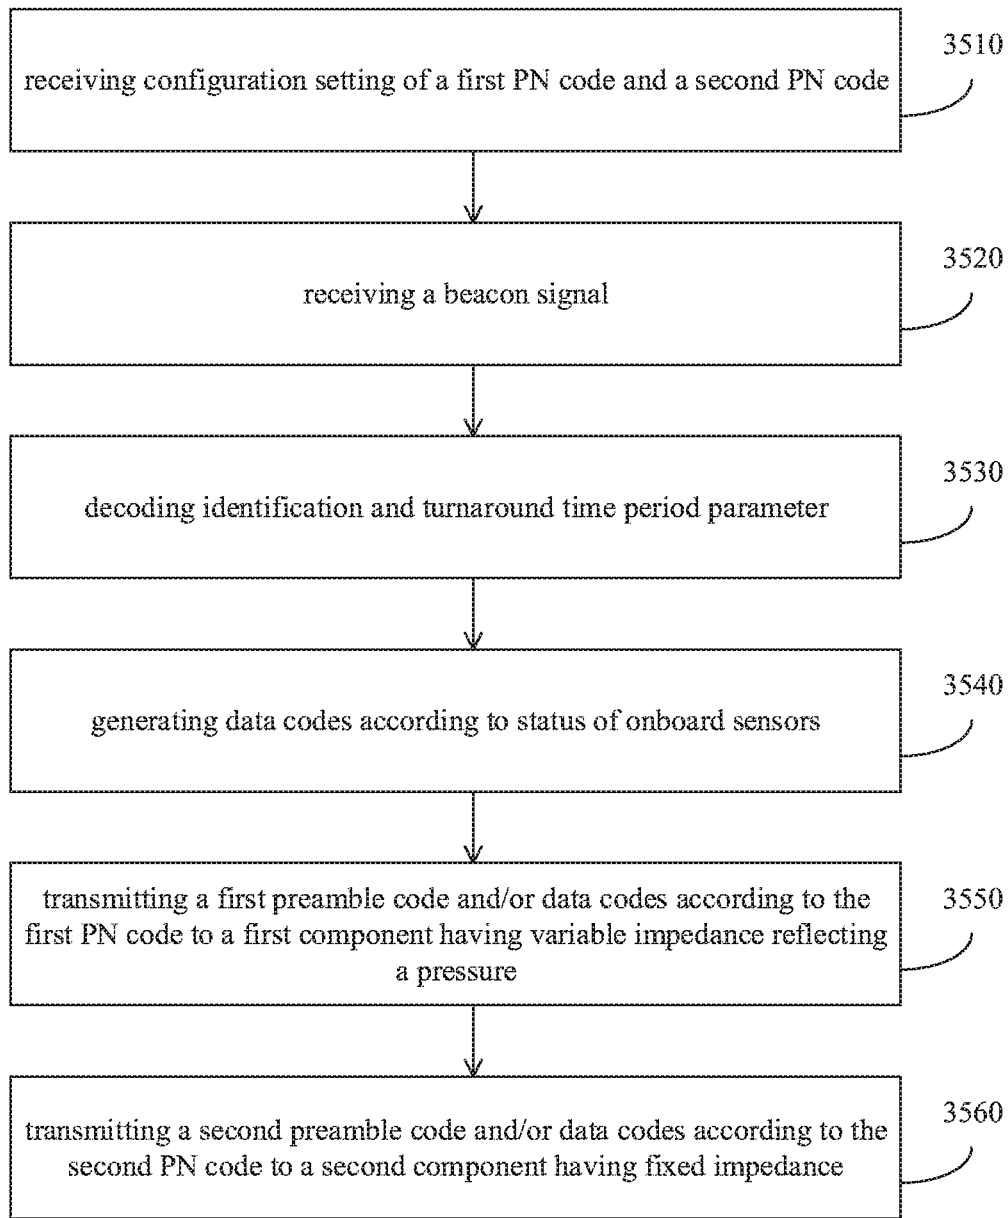 3510
receiving configuration setting of a first PN code and a second PN code
3520
receiving a beacon signal
3530
decoding identification and turnaround time period parameter
3540
generating data codes according to status of onboard sensors
3550
transmitting a first preamble code and/or data codes according to the
first PN code to a first component having variable impedance reflecting
a pressure
3560
transmitting a second preamble code and/or data codes according to the
second PN code to a second component having fixed impedance